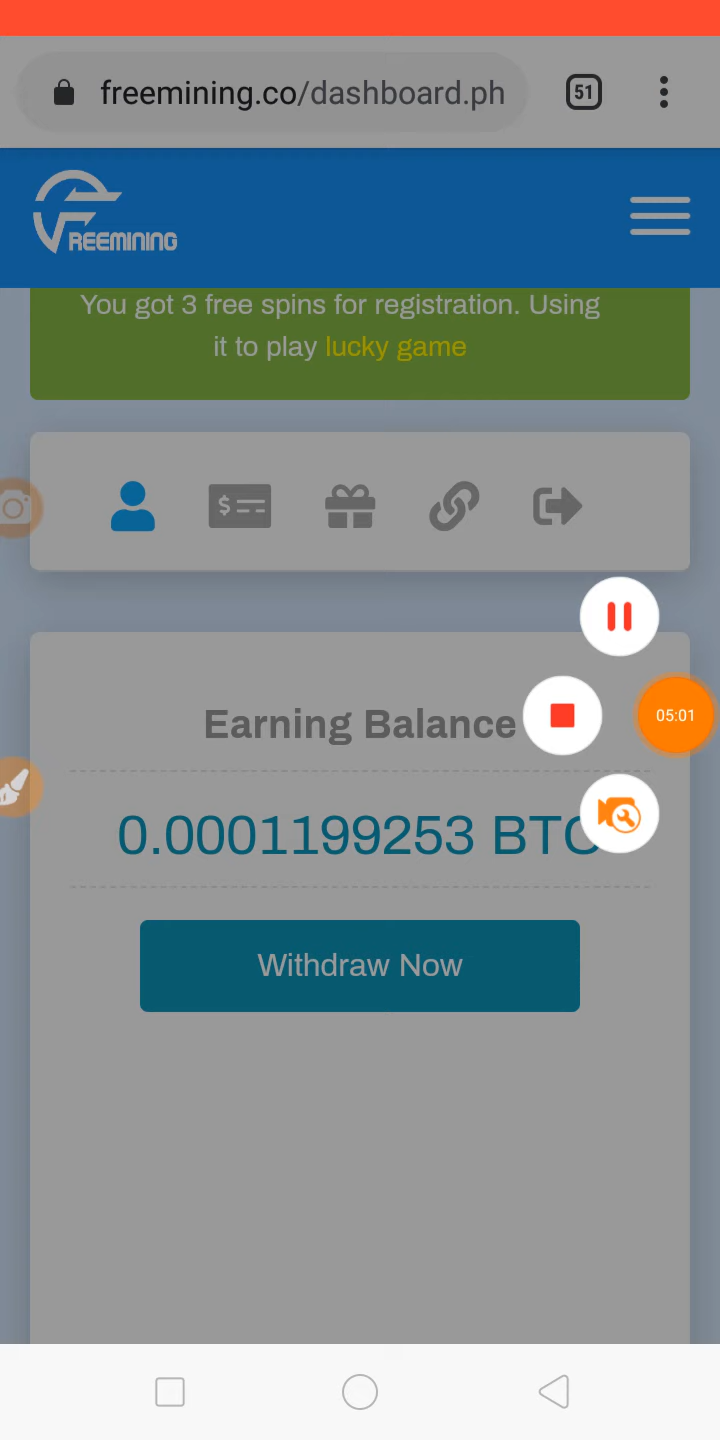 freemining.co/dashboard.ph
51
FREEMINING
You got 3 free spins for registration. Using
it to play lucky game
$
Earning Balance
05:01
0.0001199253 BTC
Withdraw Now